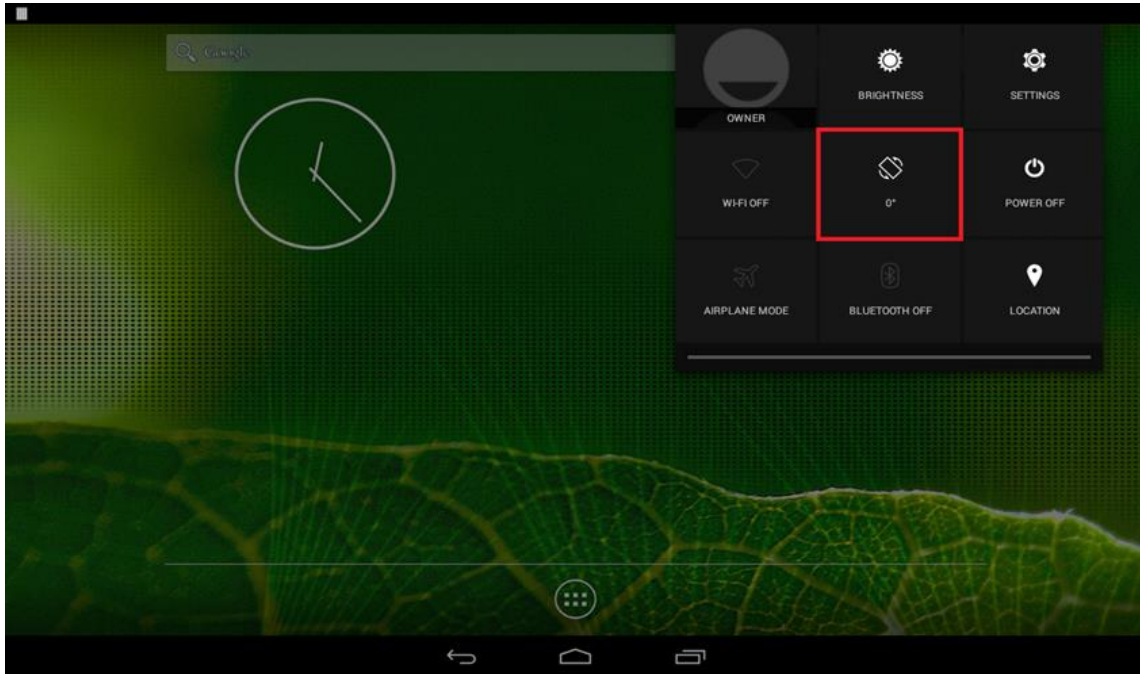 Google
OWNER
BRIGHTNESS
SETTINGS
WI-FI OFF
0°
POWER OFF
AIRPLANE MODE
BLUETOOTH OFF
LOCATION